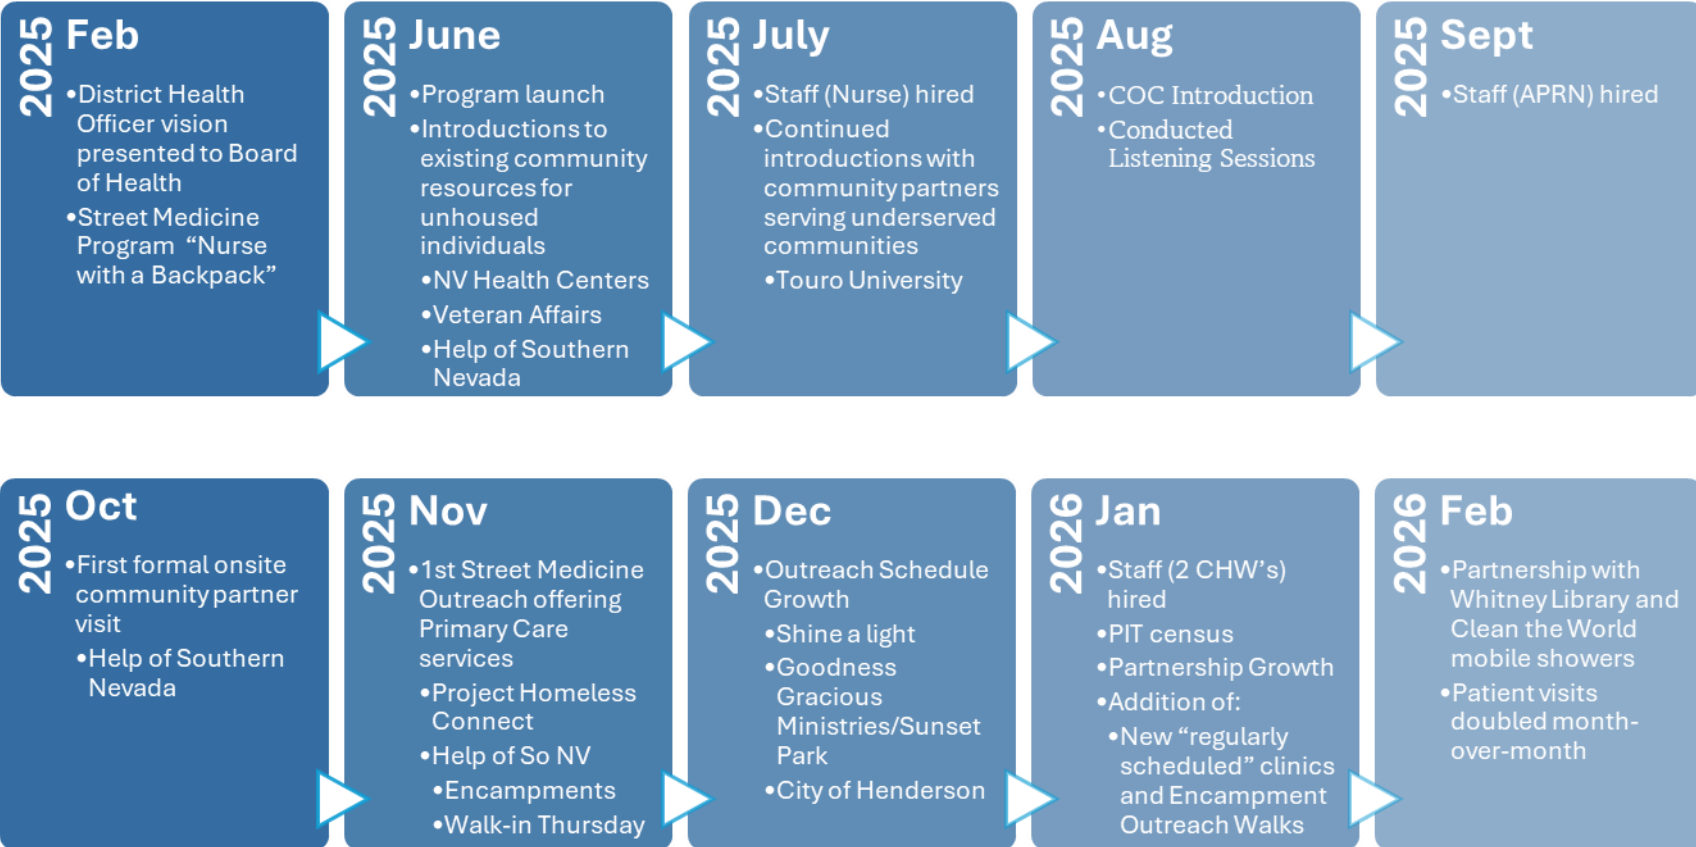 2025
Feb
•District Health
Officer vision
presented to Board
of Health
•Street Medicine
Program “Nurse
with a Backpack”
2025
June
•Program launch
•Introductions to
existing community
resources for
unhoused
individuals
•NV Health Centers
•Veteran Affairs
•Help of Southern
Nevada
2025
July
•Staff (Nurse) hired
•Continued
introductions with
community partners
serving underserved
communities
•Touro University
2025
Aug
•COC Introduction
•Conducted
Listening Sessions
2025
Sept
•Staff (APRN) hired
2025
Oct
•First formal onsite
community partner
visit
•Help of Southern
Nevada
2025
Nov
•1st Street Medicine
Outreach offering
Primary Care
services
•Project Homeless
Connect
•Help of So NV
•Encampments
•Walk-in Thursday
2025
Dec
•Outreach Schedule
Growth
•Shine a light
•Goodness
Gracious
Ministries/Sunset
Park
•City of Henderson
2026
Jan
•Staff (2 CHW’s)
hired
•PIT census
•Partnership Growth
•Addition of:
•New “regularly
scheduled” clinics
and Encampment
Outreach Walks
2026
Feb
•Partnership with
Whitney Library and
Clean the World
mobile showers
•Patient visits
doubled month-
over-month